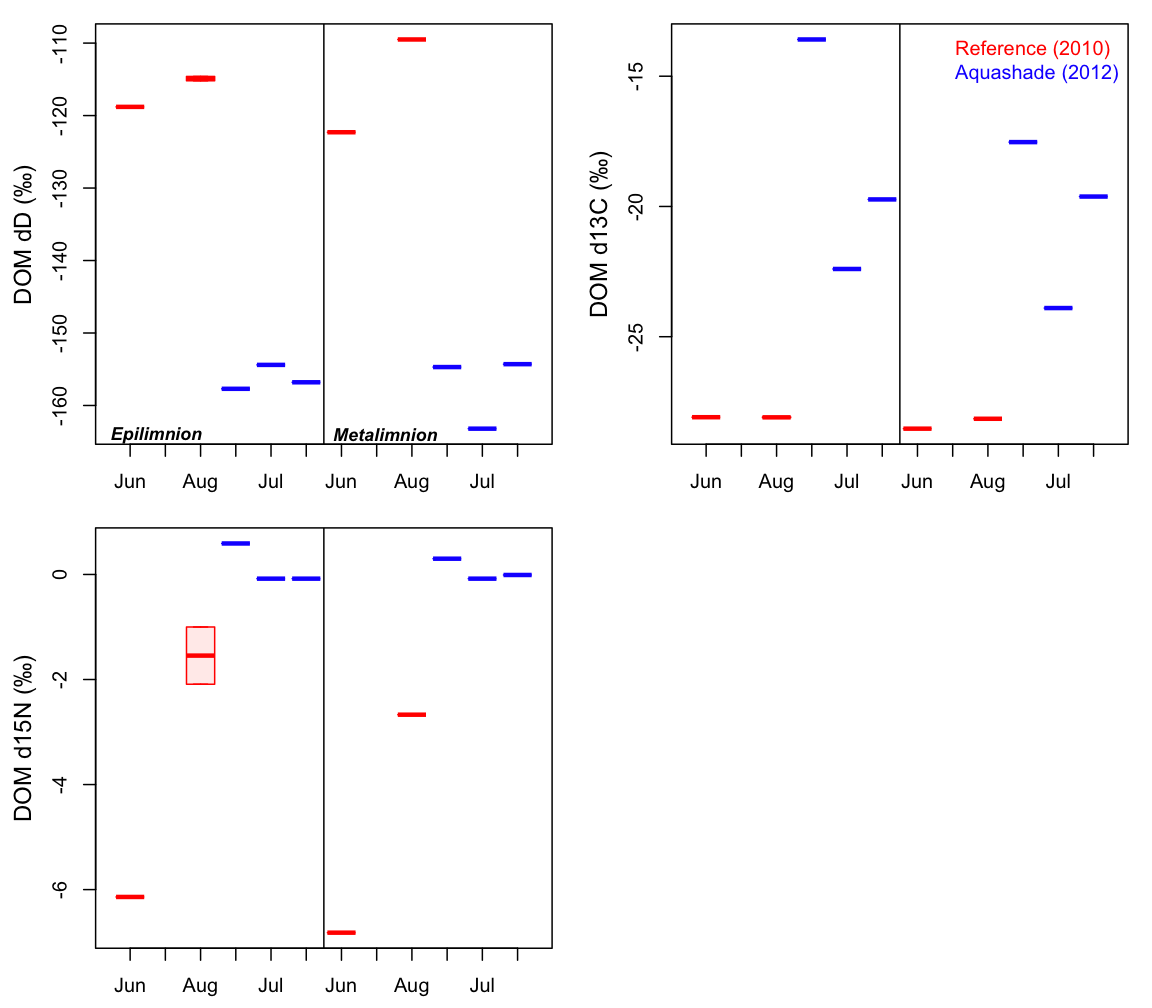 DOM dD (‰)
-110
-120
-130
-140
-150
-160
Epilimnion
Metalimnion
Jun
Aug
Jul
Jun
Aug
Jul
DOM d13C (‰)
-15
-20
-25
Reference (2010)
Aquashade (2012)
Jun
Aug
Jul
Jun
Aug
Jul
DOM d15N (‰)
0
-2
-4
-6
Jun
Aug
Jul
Jun
Aug
Jul